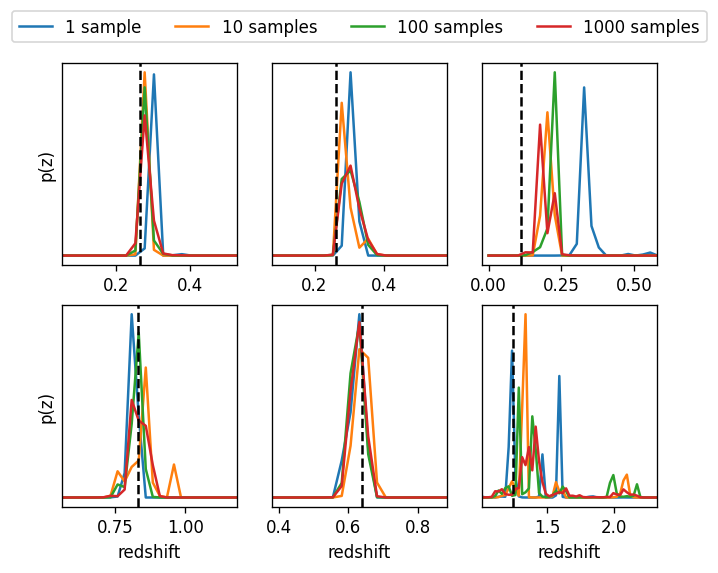 1 sample 10 samples 100 samples 1000 samples
p(z)
0.2 0.4 0.2 0.4 0.00 0.25 0.50
p(z)
0.75 1.00 0.4 0.6 0.8 1.5 2.0
redshift redshift redshift